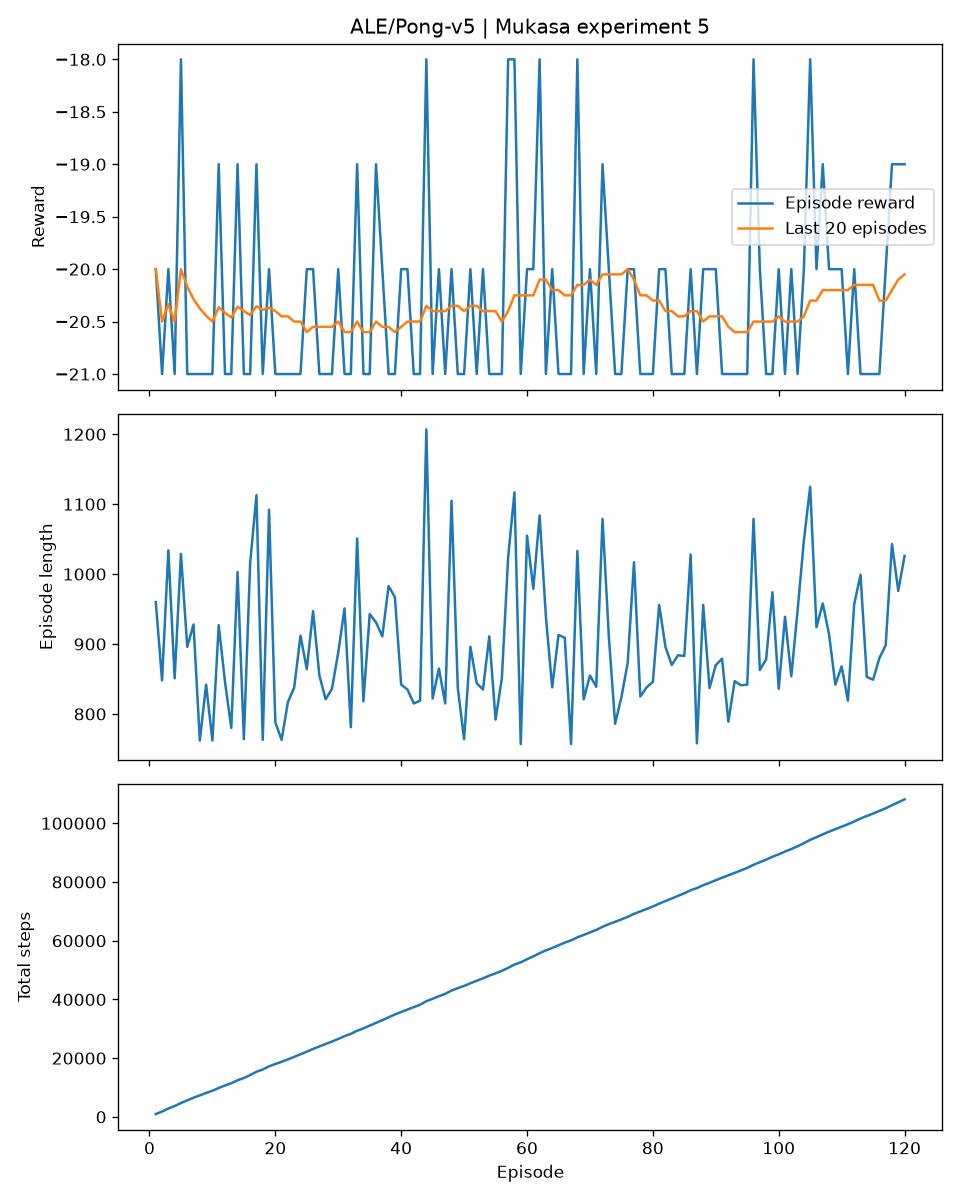 ALE/Pong-v5 | Mukasa experiment 5
−18.0
−18.5
−19.0
−19.5
−20.0
−20.5
−21.0
Reward
Episode reward
Last 20 episodes
1200
1100
1000
900
800
Episode length
100000
80000
60000
40000
20000
0
Total steps
0 20 40 60 80 100 120
Episode